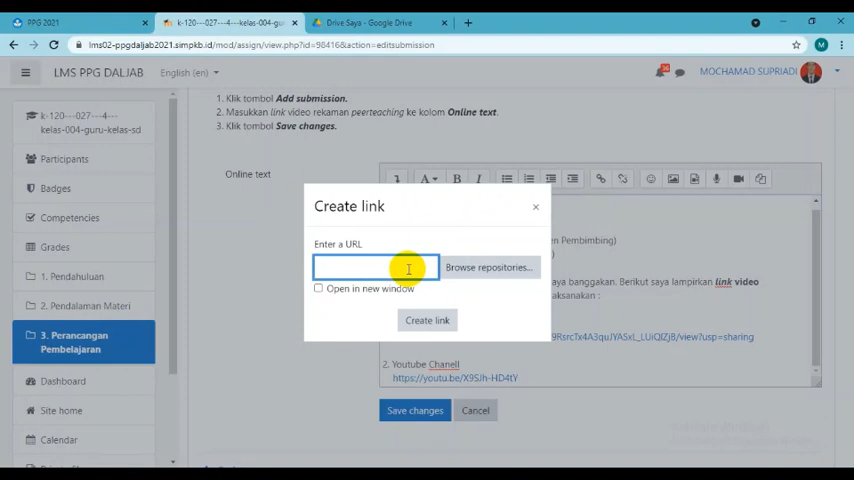 PPG 2021
k-120---027---4---kelas-004-gu
Drive Saya - Google Drive
lms02-ppgdaljab2021.simpkb.id/mod/assign/view.php?id=98416&action=editsubmission
M
LMS PPG DALJAB
English (en)
MOCHAMAD SUPRIADI
k-120---027---4---
kelas-004-guru-kelas-sd
Participants
Badges
Competencies
Grades
1. Pendahuluan
2. Pendalaman Materi
3. Perancangan
Pembelajaran
Dashboard
Site home
Calendar
1. Klik tombol Add submission.
2. Masukkan link video rekaman peerteaching ke kolom Online text.
3. Klik tombol Save changes.
Online text
A B I
en Pembimbing)
)
aya banggakan. Berikut saya lampirkan link video
aksanakan :
9RsrcTx4A3quJYASxL_LUiQIZjB/view?usp=sharing
2. Youtube Chanell
https://youtu.be/X9SJh-HD4tY
Create link
×
Enter a URL
Browse repositories...
Open in new window
Create link
Save changes
Cancel